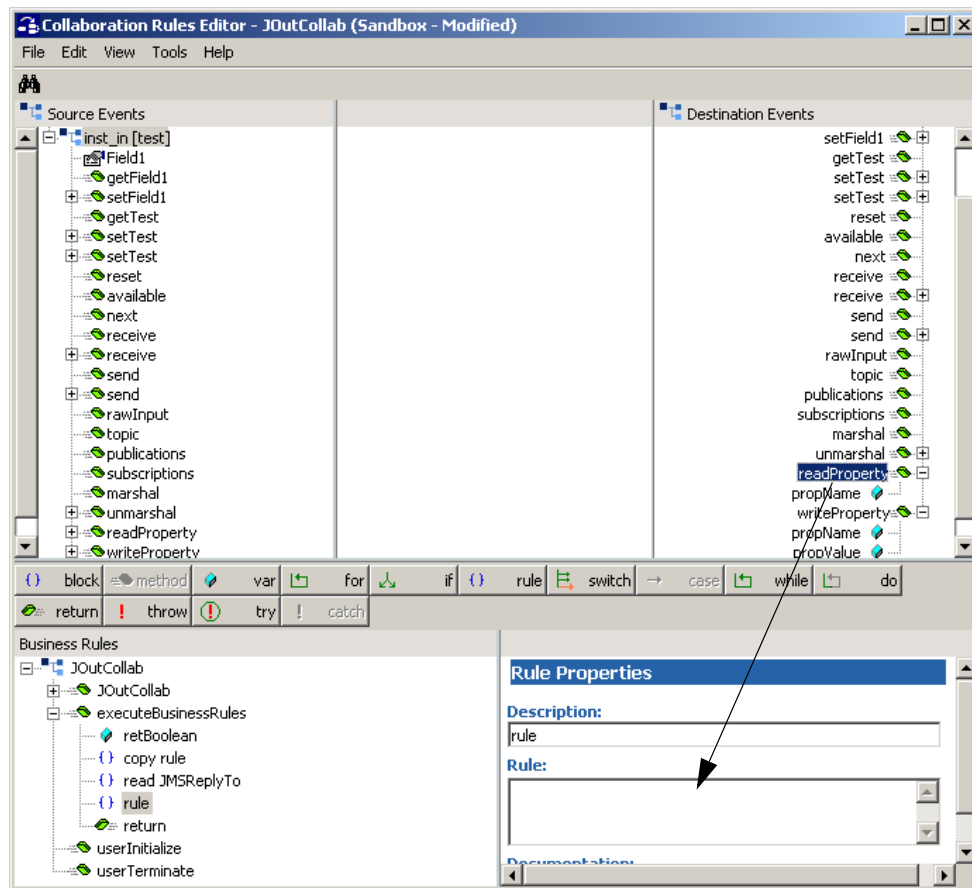 Collaboration Rules Editor - JOutCollab (Sandbox - Modified)
File Edit View Tools Help
Source Events
inst_in [test]
Field1
getField1
setField1
getTest
setTest
setTest
reset
available
next
receive
receive
send
send
rawInput
topic
publications
subscriptions
marshal
unmarshal
readProperty
writeProperty
Destination Events
setField1
getTest
setTest
setTest
reset
available
next
receive
receive
send
send
rawInput
topic
publications
subscriptions
marshal
unmarshal
readProperty
propName
writeProperty
propName
propValue
block method var for if rule switch case while do
return throw try catch
Business Rules
JOutCollab
JOutCollab
executeBusinessRules
retBoolean
copy rule
read JMSReplyTo
rule
return
userInitialize
userTerminate
Rule Properties
Description:
rule
Rule:
Documentation: